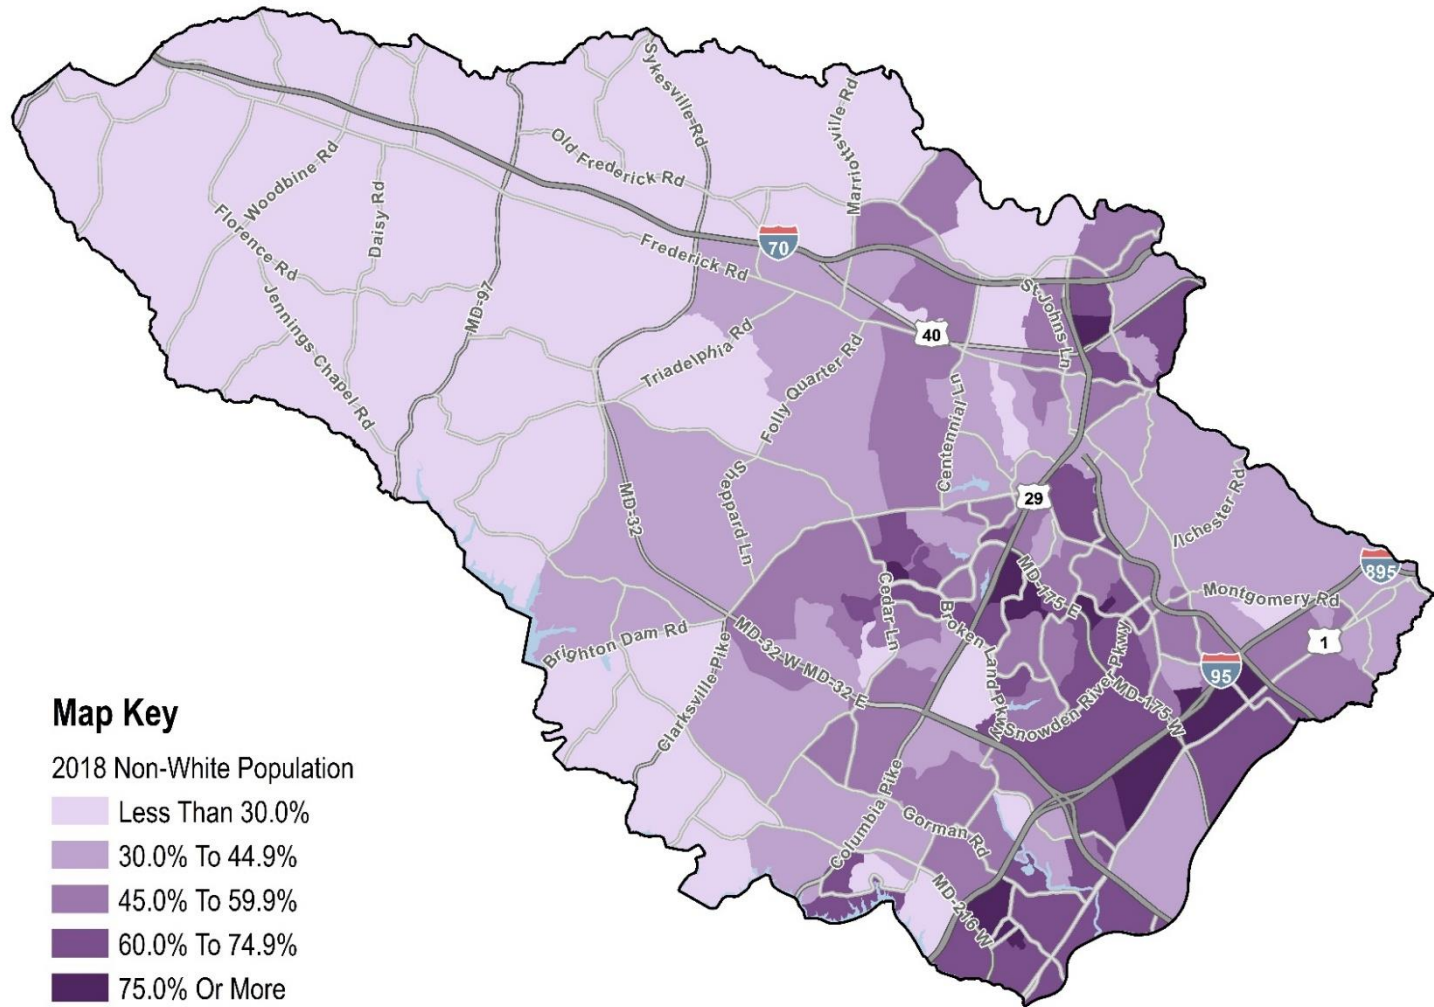 Sykesville Rd
Marriottsville Rd
Old Frederick Rd
Woodbine Rd
Daisy Rd
Florence Rd
Frederick Rd
70
St Johns Ln
Jennings Chapel Rd
MD-97
40
Triadelphia Rd
Folly Quarter Rd
Centennial Ln
MD-32
Sheppard Ln
29
Ilchester Rd
895
MD-175 E
Cedar Ln
Montgomery Rd
Broken Land Pkwy
1
Brighton Dam Rd
MD-32 W
MD-32 E
95
Clarksville Pike
Snowden River Pkwy
MD-175 W
Columbia Pike
Gorman Rd
MD-216 W
Map Key
2018 Non-White Population
Less Than 30.0%
30.0% To 44.9%
45.0% To 59.9%
60.0% To 74.9%
75.0% Or More